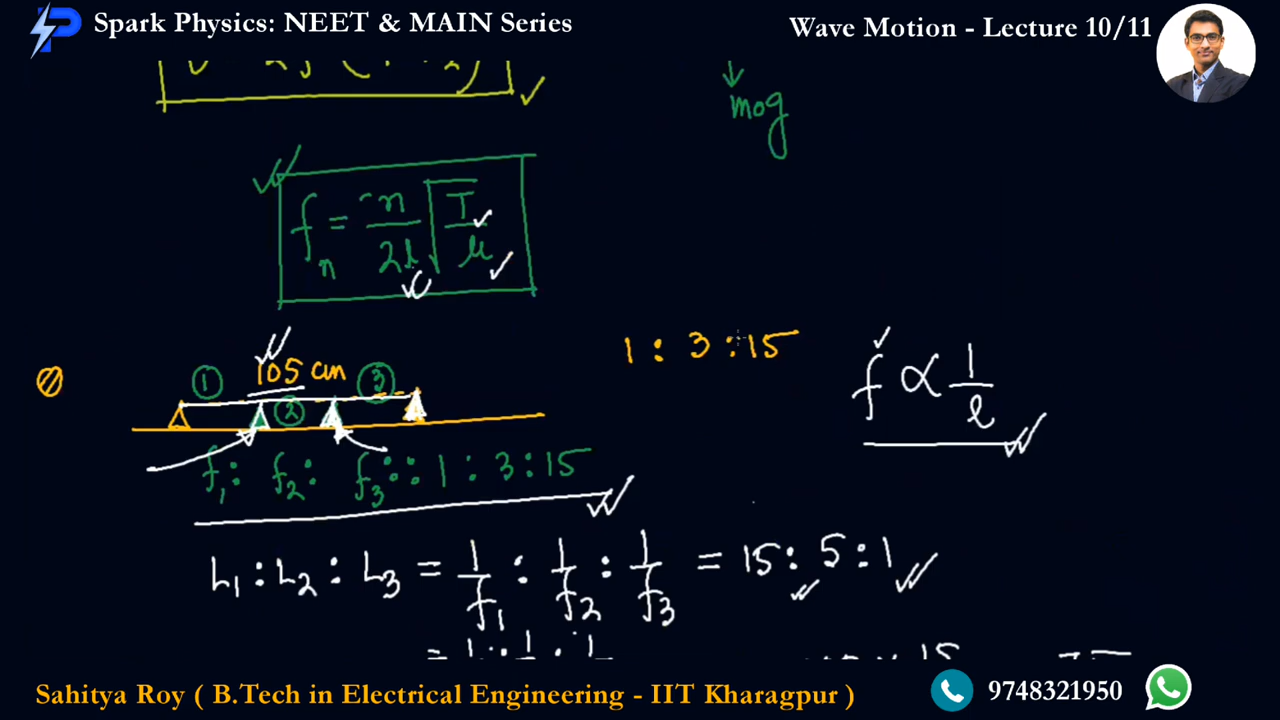 Spark Physics: NEET & MAIN Series
Wave Motion - Lecture 10/11
mog
fₙ = n/2l √(T/μ)
105 cm
① ② ③
1 : 3 : 15
f ∝ 1/l
f₁ : f₂ : f₃ :: 1 : 3 : 15
L₁ : L₂ : L₃ = 1/f₁ : 1/f₂ : 1/f₃ = 15 : 5 : 1
Sahitya Roy ( B.Tech in Electrical Engineering - IIT Kharagpur )
9748321950